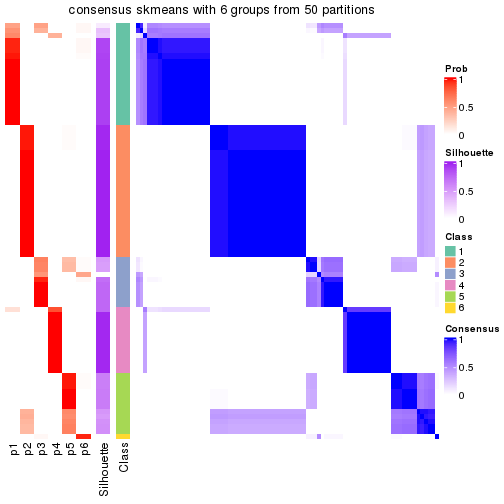 consensus skmeans with 6 groups from 50 partitions
Prob
1
0.5
0
Silhouette
1
0.5
0
Class
1
2
3
4
5
6
Consensus
1
0.5
0
p1
p2
p3
p4
p5
p6
Silhouette
Class